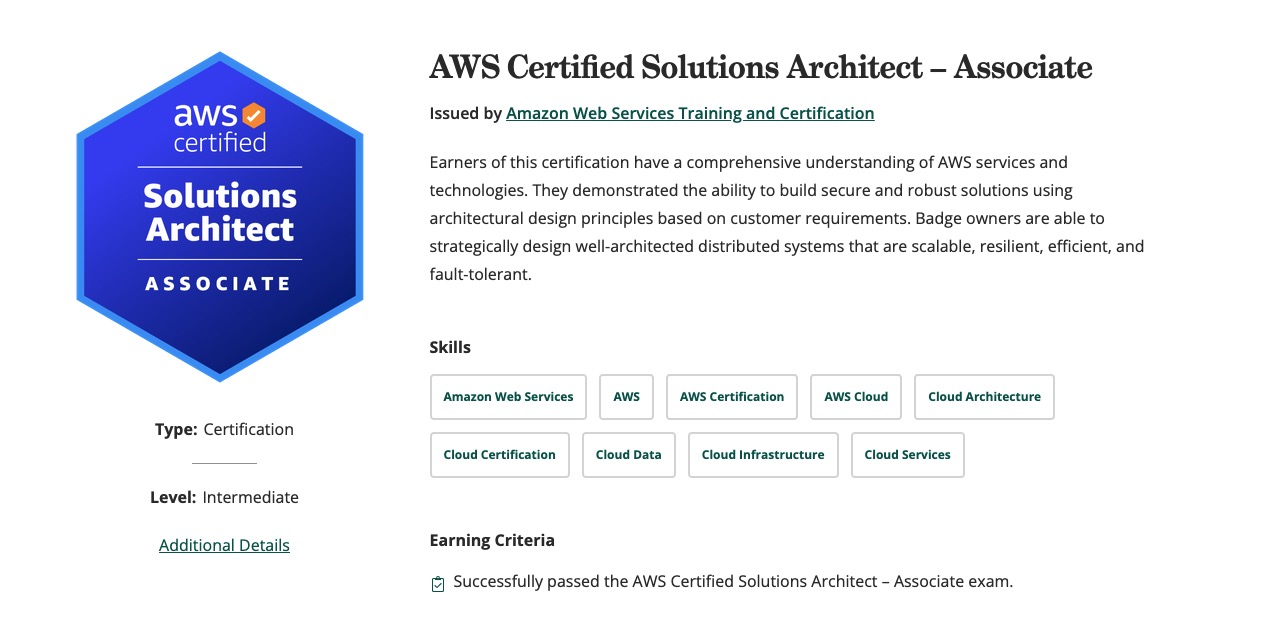 aws
certified
Solutions
Architect
ASSOCIATE
Type: Certification
Level: Intermediate
Additional Details
AWS Certified Solutions Architect – Associate
Issued by Amazon Web Services Training and Certification
Earners of this certification have a comprehensive understanding of AWS services and
technologies. They demonstrated the ability to build secure and robust solutions using
architectural design principles based on customer requirements. Badge owners are able to
strategically design well-architected distributed systems that are scalable, resilient, efficient, and
fault-tolerant.
Skills
Amazon Web Services AWS AWS Certification AWS Cloud Cloud Architecture
Cloud Certification Cloud Data Cloud Infrastructure Cloud Services
Earning Criteria
Successfully passed the AWS Certified Solutions Architect – Associate exam.